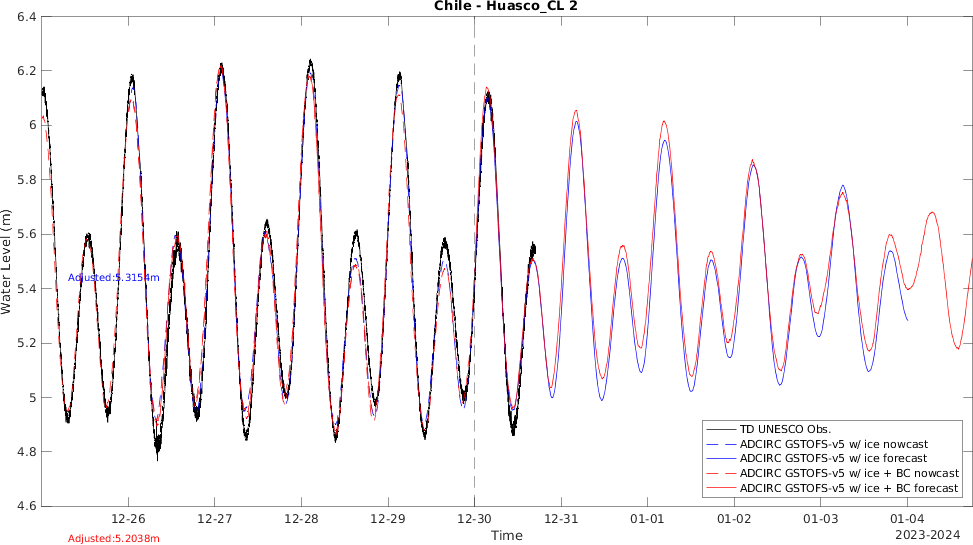 Chile - Huasco_CL 2
6.4
6.2
6
5.8
5.6
5.4
5.2
5
4.8
4.6
Water Level (m)
Adjusted:5.3154m
TD UNESCO Obs.
ADCIRC GSTOFS-v5 w/ ice nowcast
ADCIRC GSTOFS-v5 w/ ice forecast
ADCIRC GSTOFS-v5 w/ ice + BC nowcast
ADCIRC GSTOFS-v5 w/ ice + BC forecast
12-26 12-27 12-28 12-29 12-30 12-31 01-01 01-02 01-03 01-04
Time
2023-2024
Adjusted:5.2038m